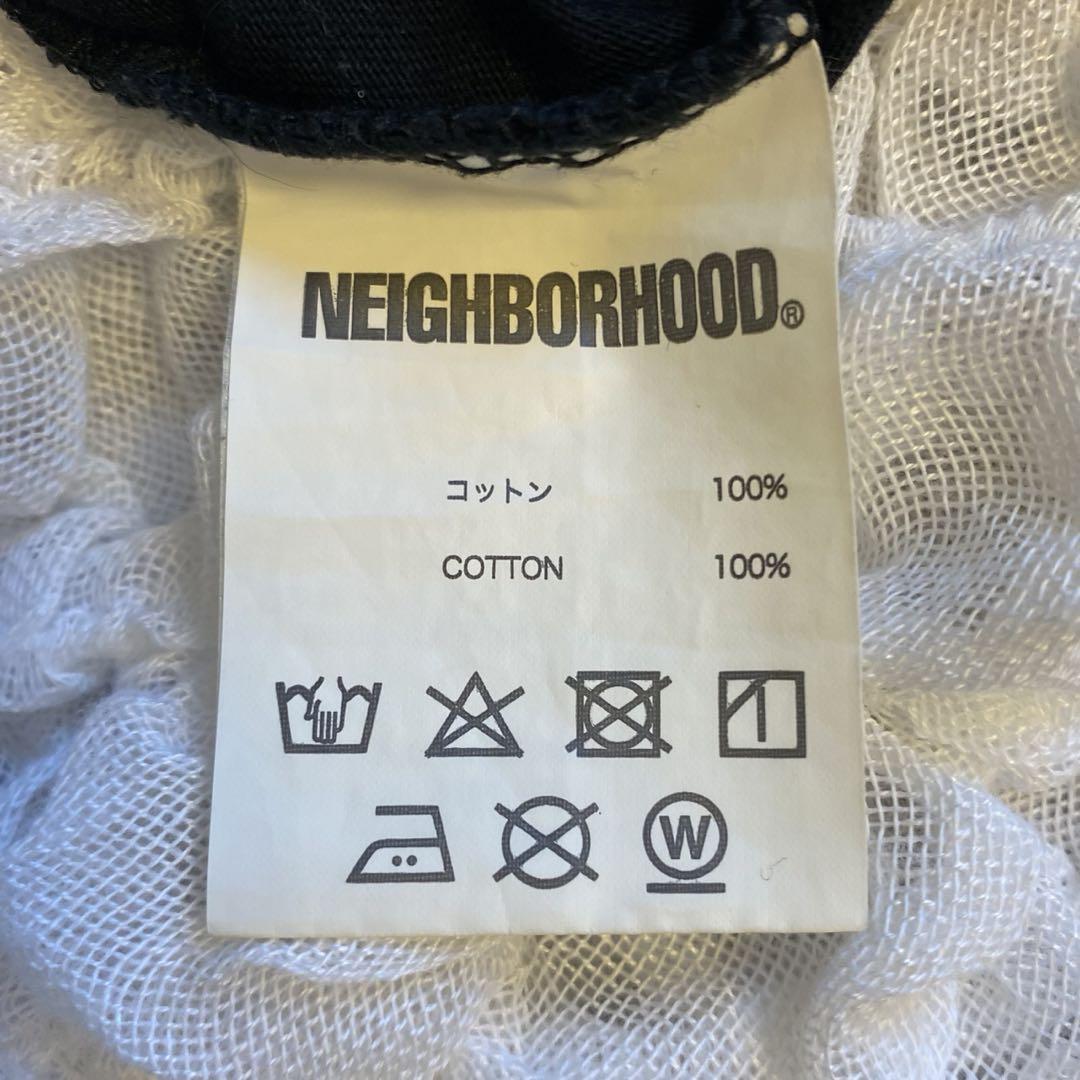 NEIGHBORHOOD®
コットン 100%
COTTON 100%
W